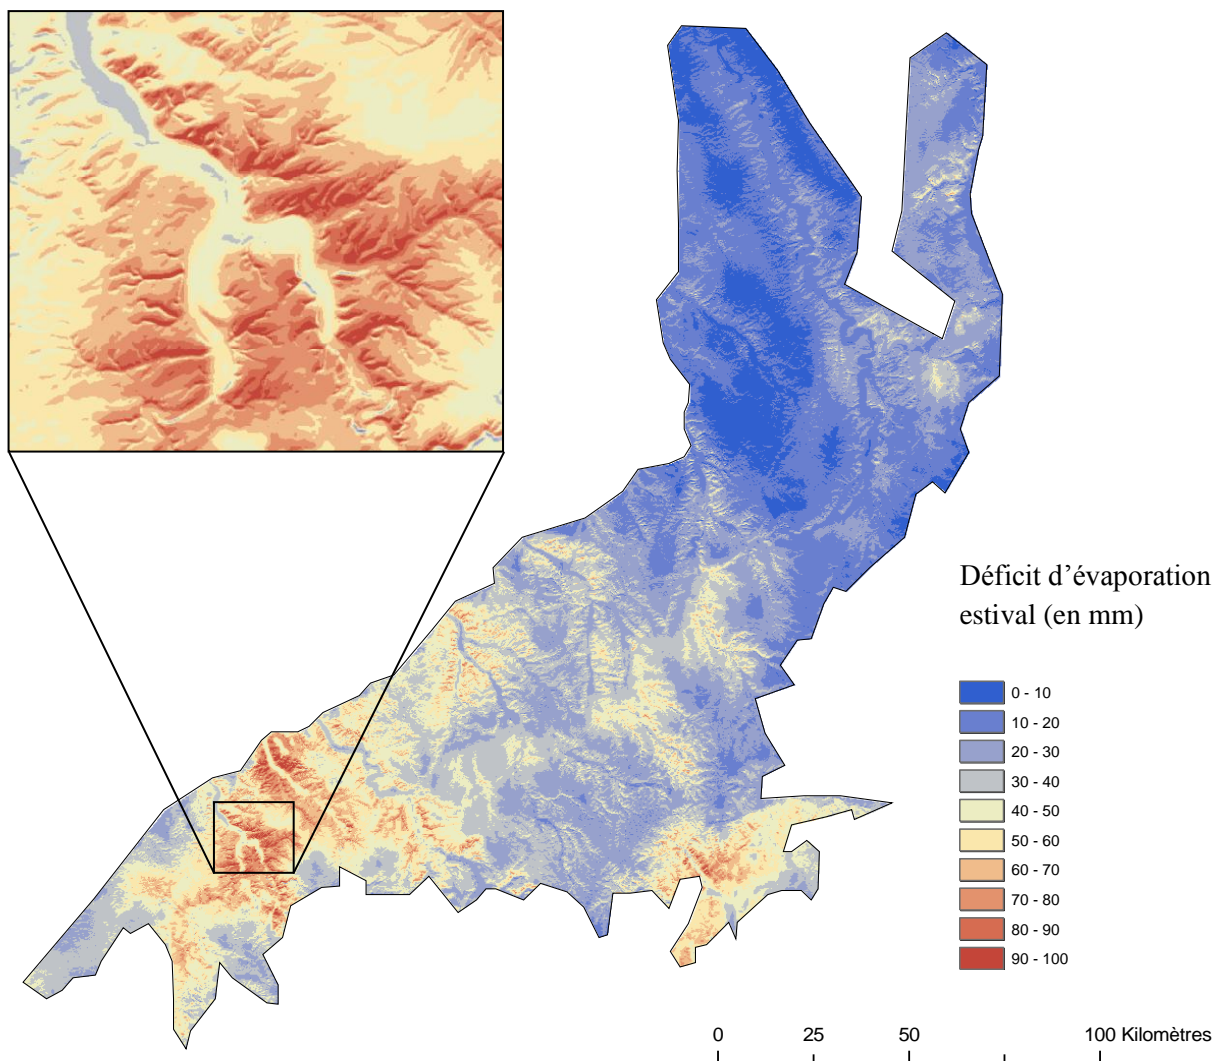 Déficit d’évaporation
estival (en mm)
0 - 10
10 - 20
20 - 30
30 - 40
40 - 50
50 - 60
60 - 70
70 - 80
80 - 90
90 - 100
0 25 50 100 Kilomètres